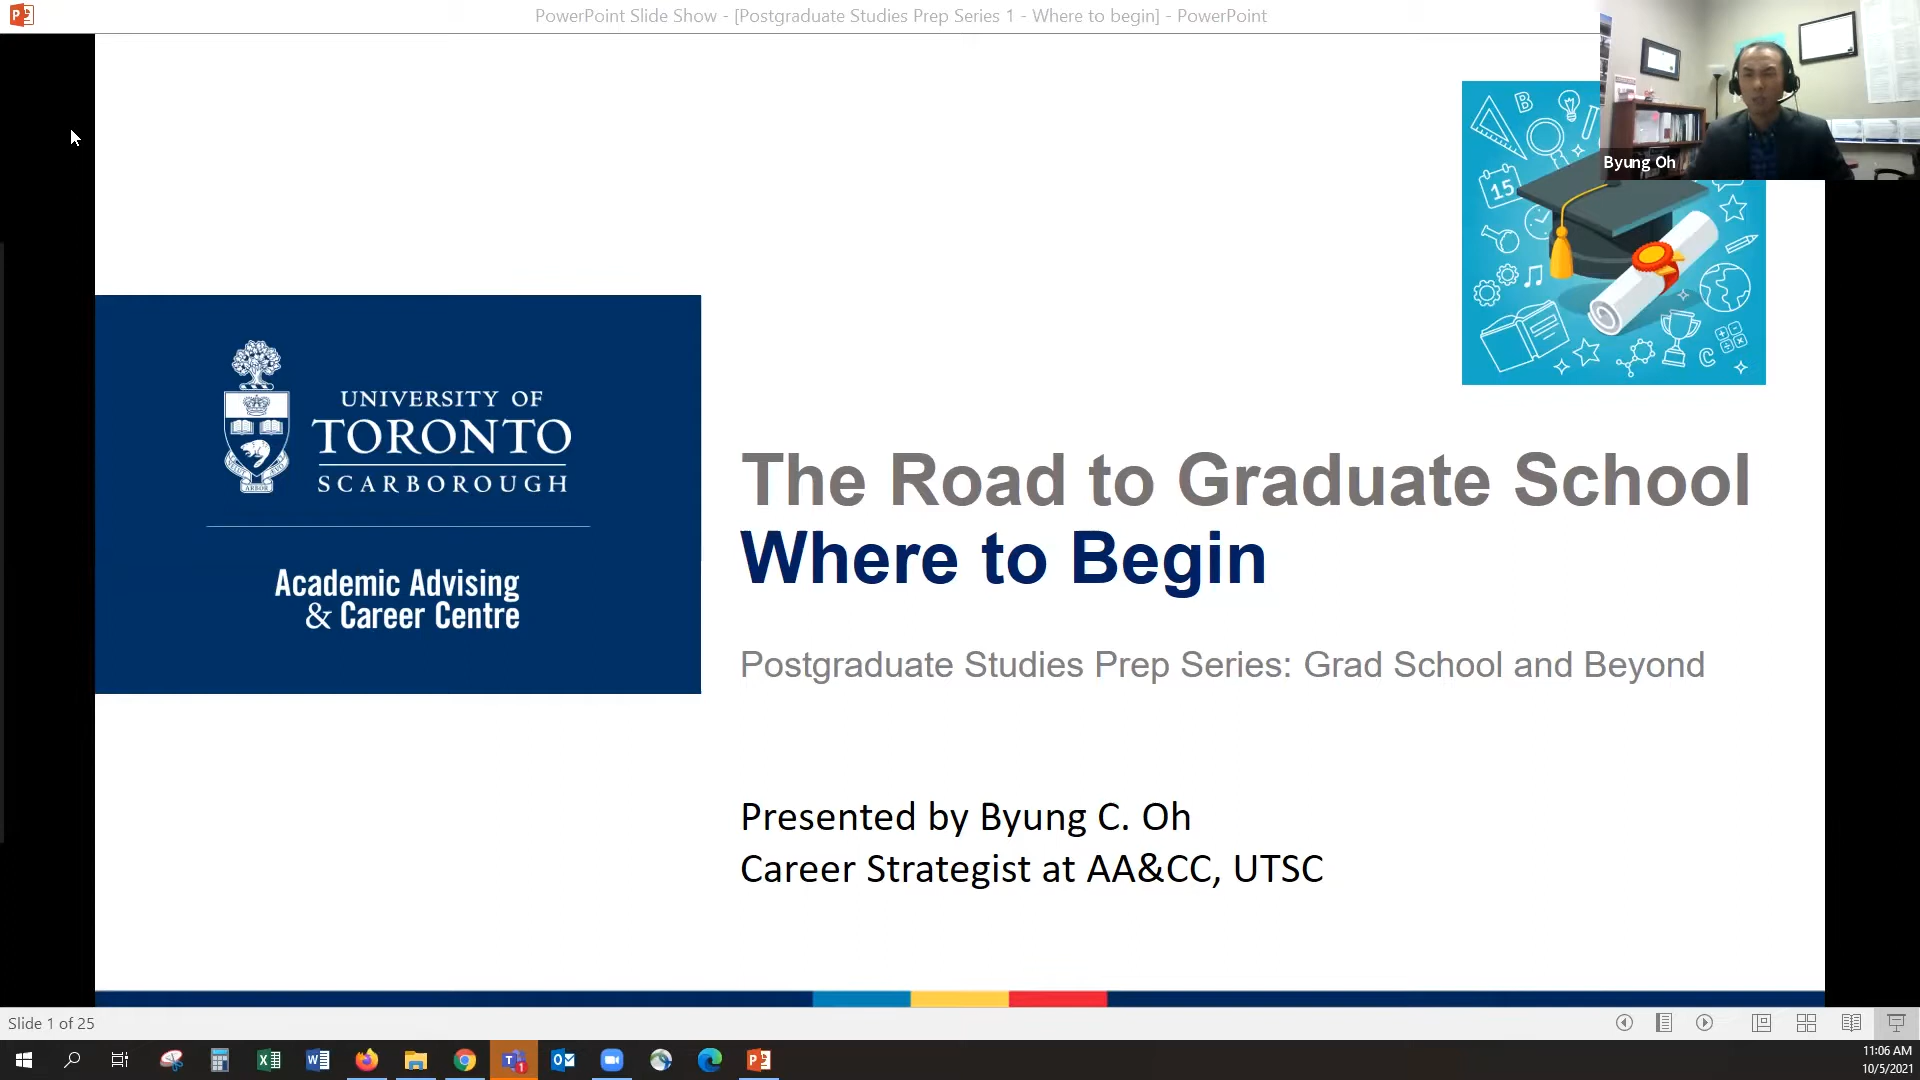 PowerPoint Slide Show - [Postgraduate Studies Prep Series 1 - Where to begin] - PowerPoint
Byung Oh
B
15
C
UNIVERSITY OF
TORONTO
SCARBOROUGH
Academic Advising
& Career Centre
The Road to Graduate School
Where to Begin
Postgraduate Studies Prep Series: Grad School and Beyond
Presented by Byung C. Oh
Career Strategist at AA&CC, UTSC
Slide 1 of 25
11:06 AM
10/5/2021